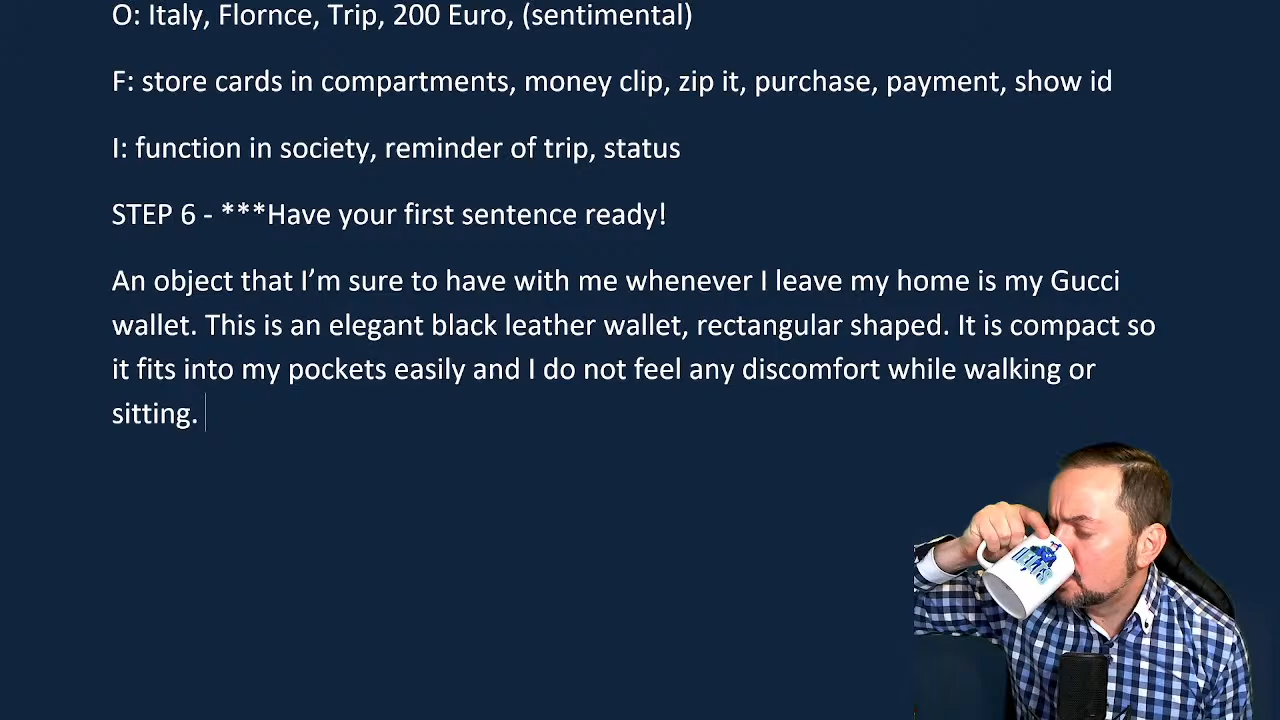 O: Italy, Flornce, Trip, 200 Euro, (sentimental)
F: store cards in compartments, money clip, zip it, purchase, payment, show id
I: function in society, reminder of trip, status
STEP 6 - ***Have your first sentence ready!
An object that I’m sure to have with me whenever I leave my home is my Gucci
wallet. This is an elegant black leather wallet, rectangular shaped. It is compact so
it fits into my pockets easily and I do not feel any discomfort while walking or
sitting.
IELTS